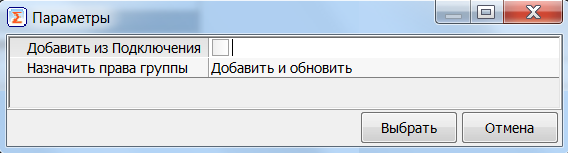 Параметры
Добавить из Подключения
Назначить права группы Добавить и обновить
Выбрать Отмена